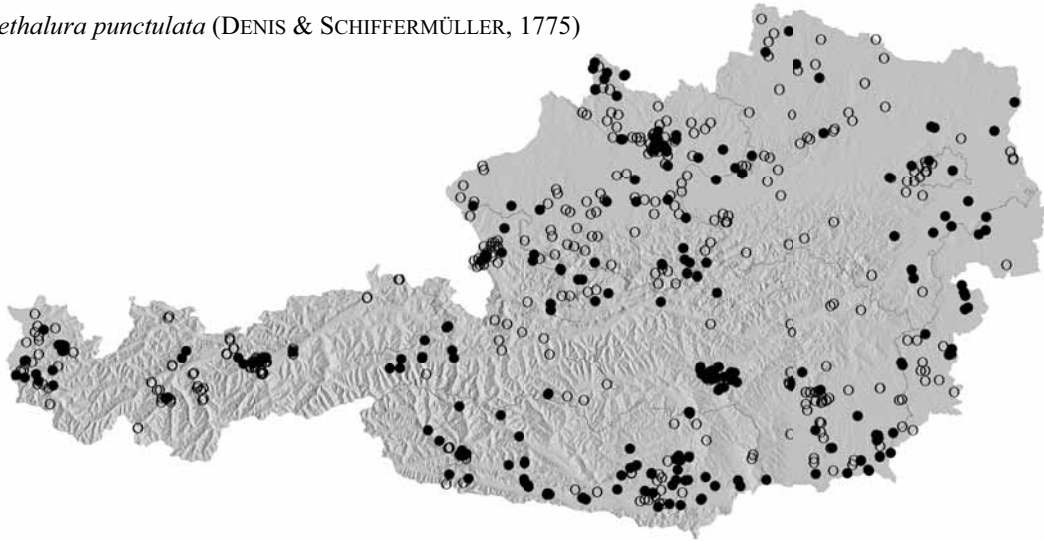 ethalura punctulata (DENIS & SCHIFFERMÜLLER, 1775)